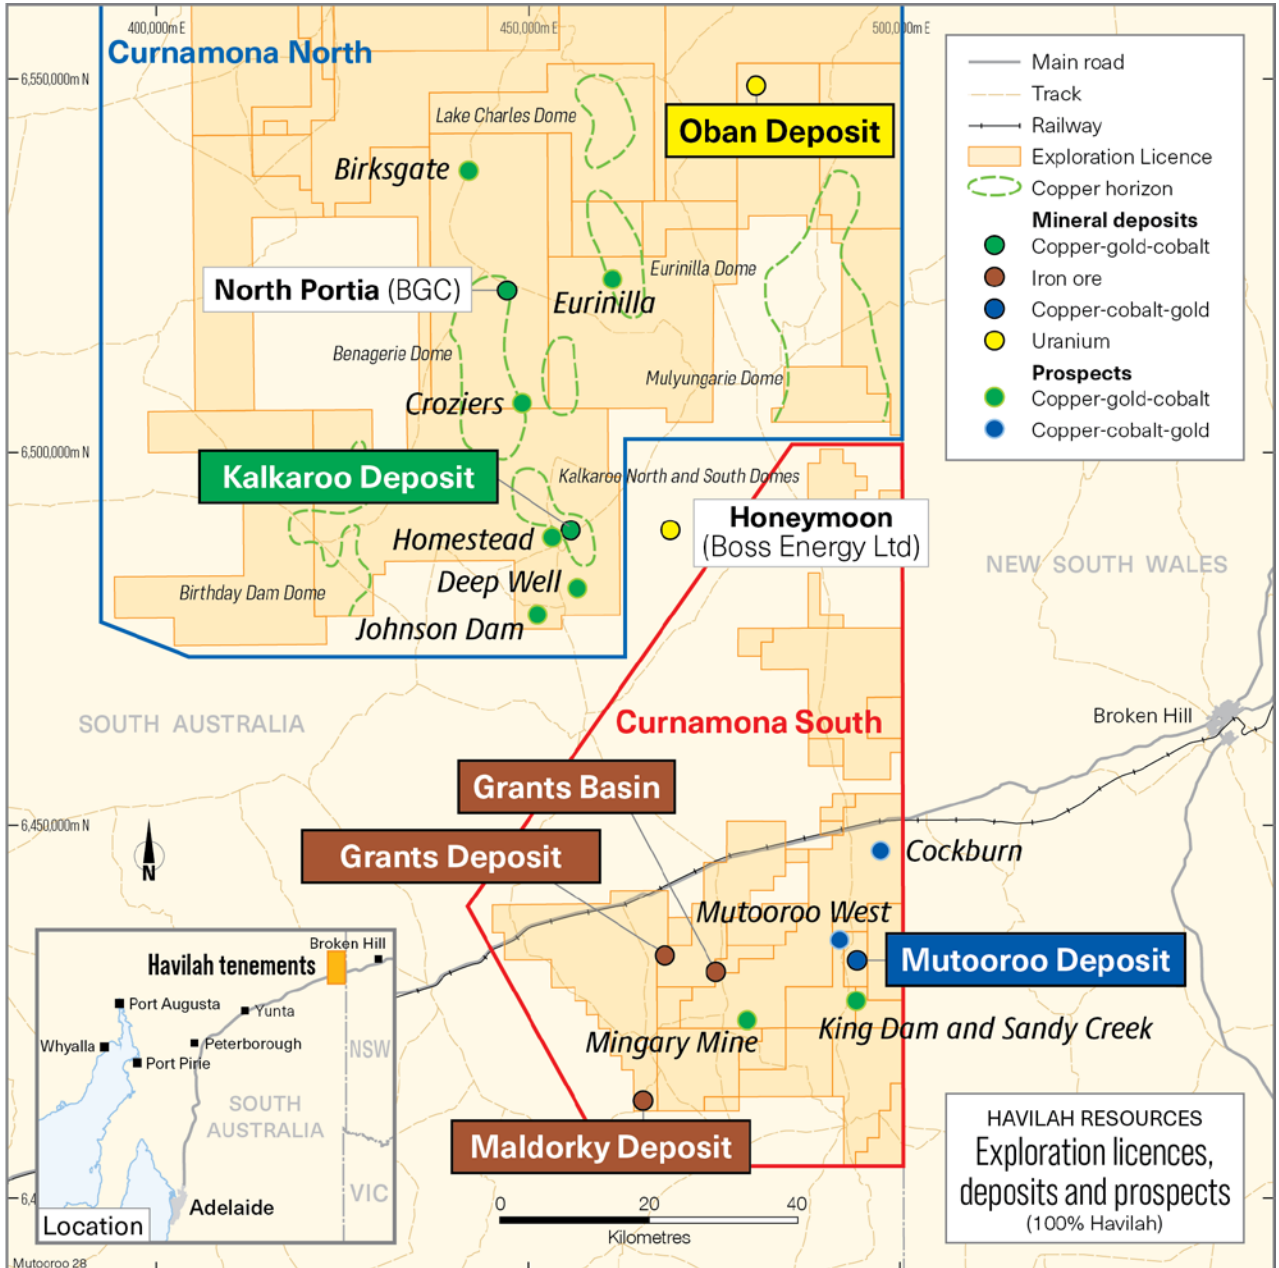 400,000m E
450,000m E
500,000m E
Curnamona North
6,550,000m N
Lake Charles Dome
Oban Deposit
Birksgate
North Portia (BGC)
Eurinilla Dome
Eurinilla
Benagerie Dome
Mulyungarie Dome
Croziers
6,500,000m N
Kalkaroo Deposit
Kalkaroo North and South Domes
Honeymoon
(Boss Energy Ltd)
Homestead
Deep Well
Birthday Dam Dome
Johnson Dam
Main road
Track
Railway
Exploration Licence
Copper horizon
Mineral deposits
Copper-gold-cobalt
Iron ore
Copper-cobalt-gold
Uranium
Prospects
Copper-gold-cobalt
Copper-cobalt-gold
NEW SOUTH WALES
SOUTH AUSTRALIA
Curnamona South
Broken Hill
Grants Basin
6,450,000m N
Grants Deposit
Cockburn
N
Mutooroo West
Mutooroo Deposit
King Dam and Sandy Creek
Mingary Mine
Maldorky Deposit
0 20 40
Kilometres
Broken Hill
Havilah tenements
Port Augusta
Yunta
Whyalla
Peterborough
Port Pirie
NSW
SOUTH
AUSTRALIA
VIC
Adelaide
Location
HAVILAH RESOURCES
Exploration licences,
deposits and prospects
(100% Havilah)
Mutooroo 28